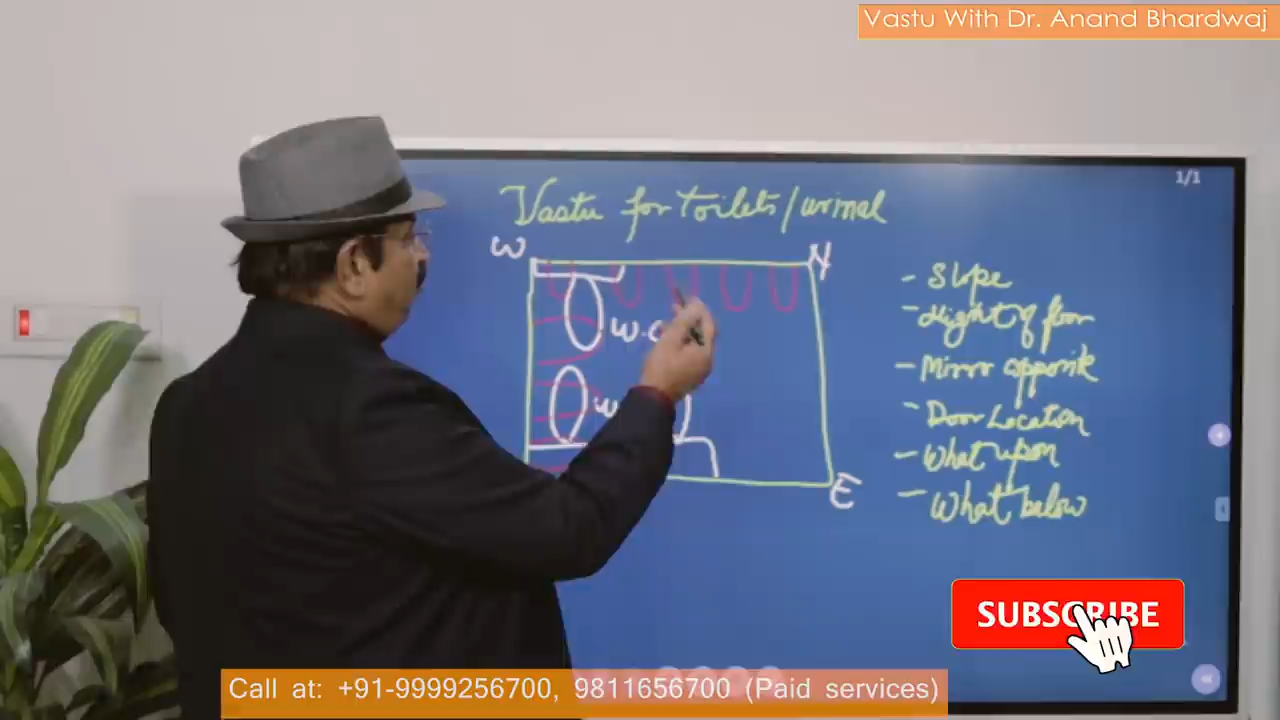 Vastu With Dr. Anand Bhardwaj
1/1
Vastu for toilets/urinal
W
N
W.C
W
E
- Slope
- Hight of floor
- Mirror opposite
- Door Location
- What upon
- What below
SUBSCRIBE
Call at: +91-9999256700, 9811656700 (Paid services)